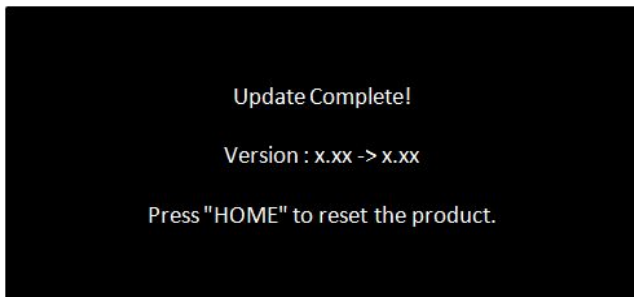 Update Complete!
Version : x.xx -> x.xx
Press "HOME" to reset the product.